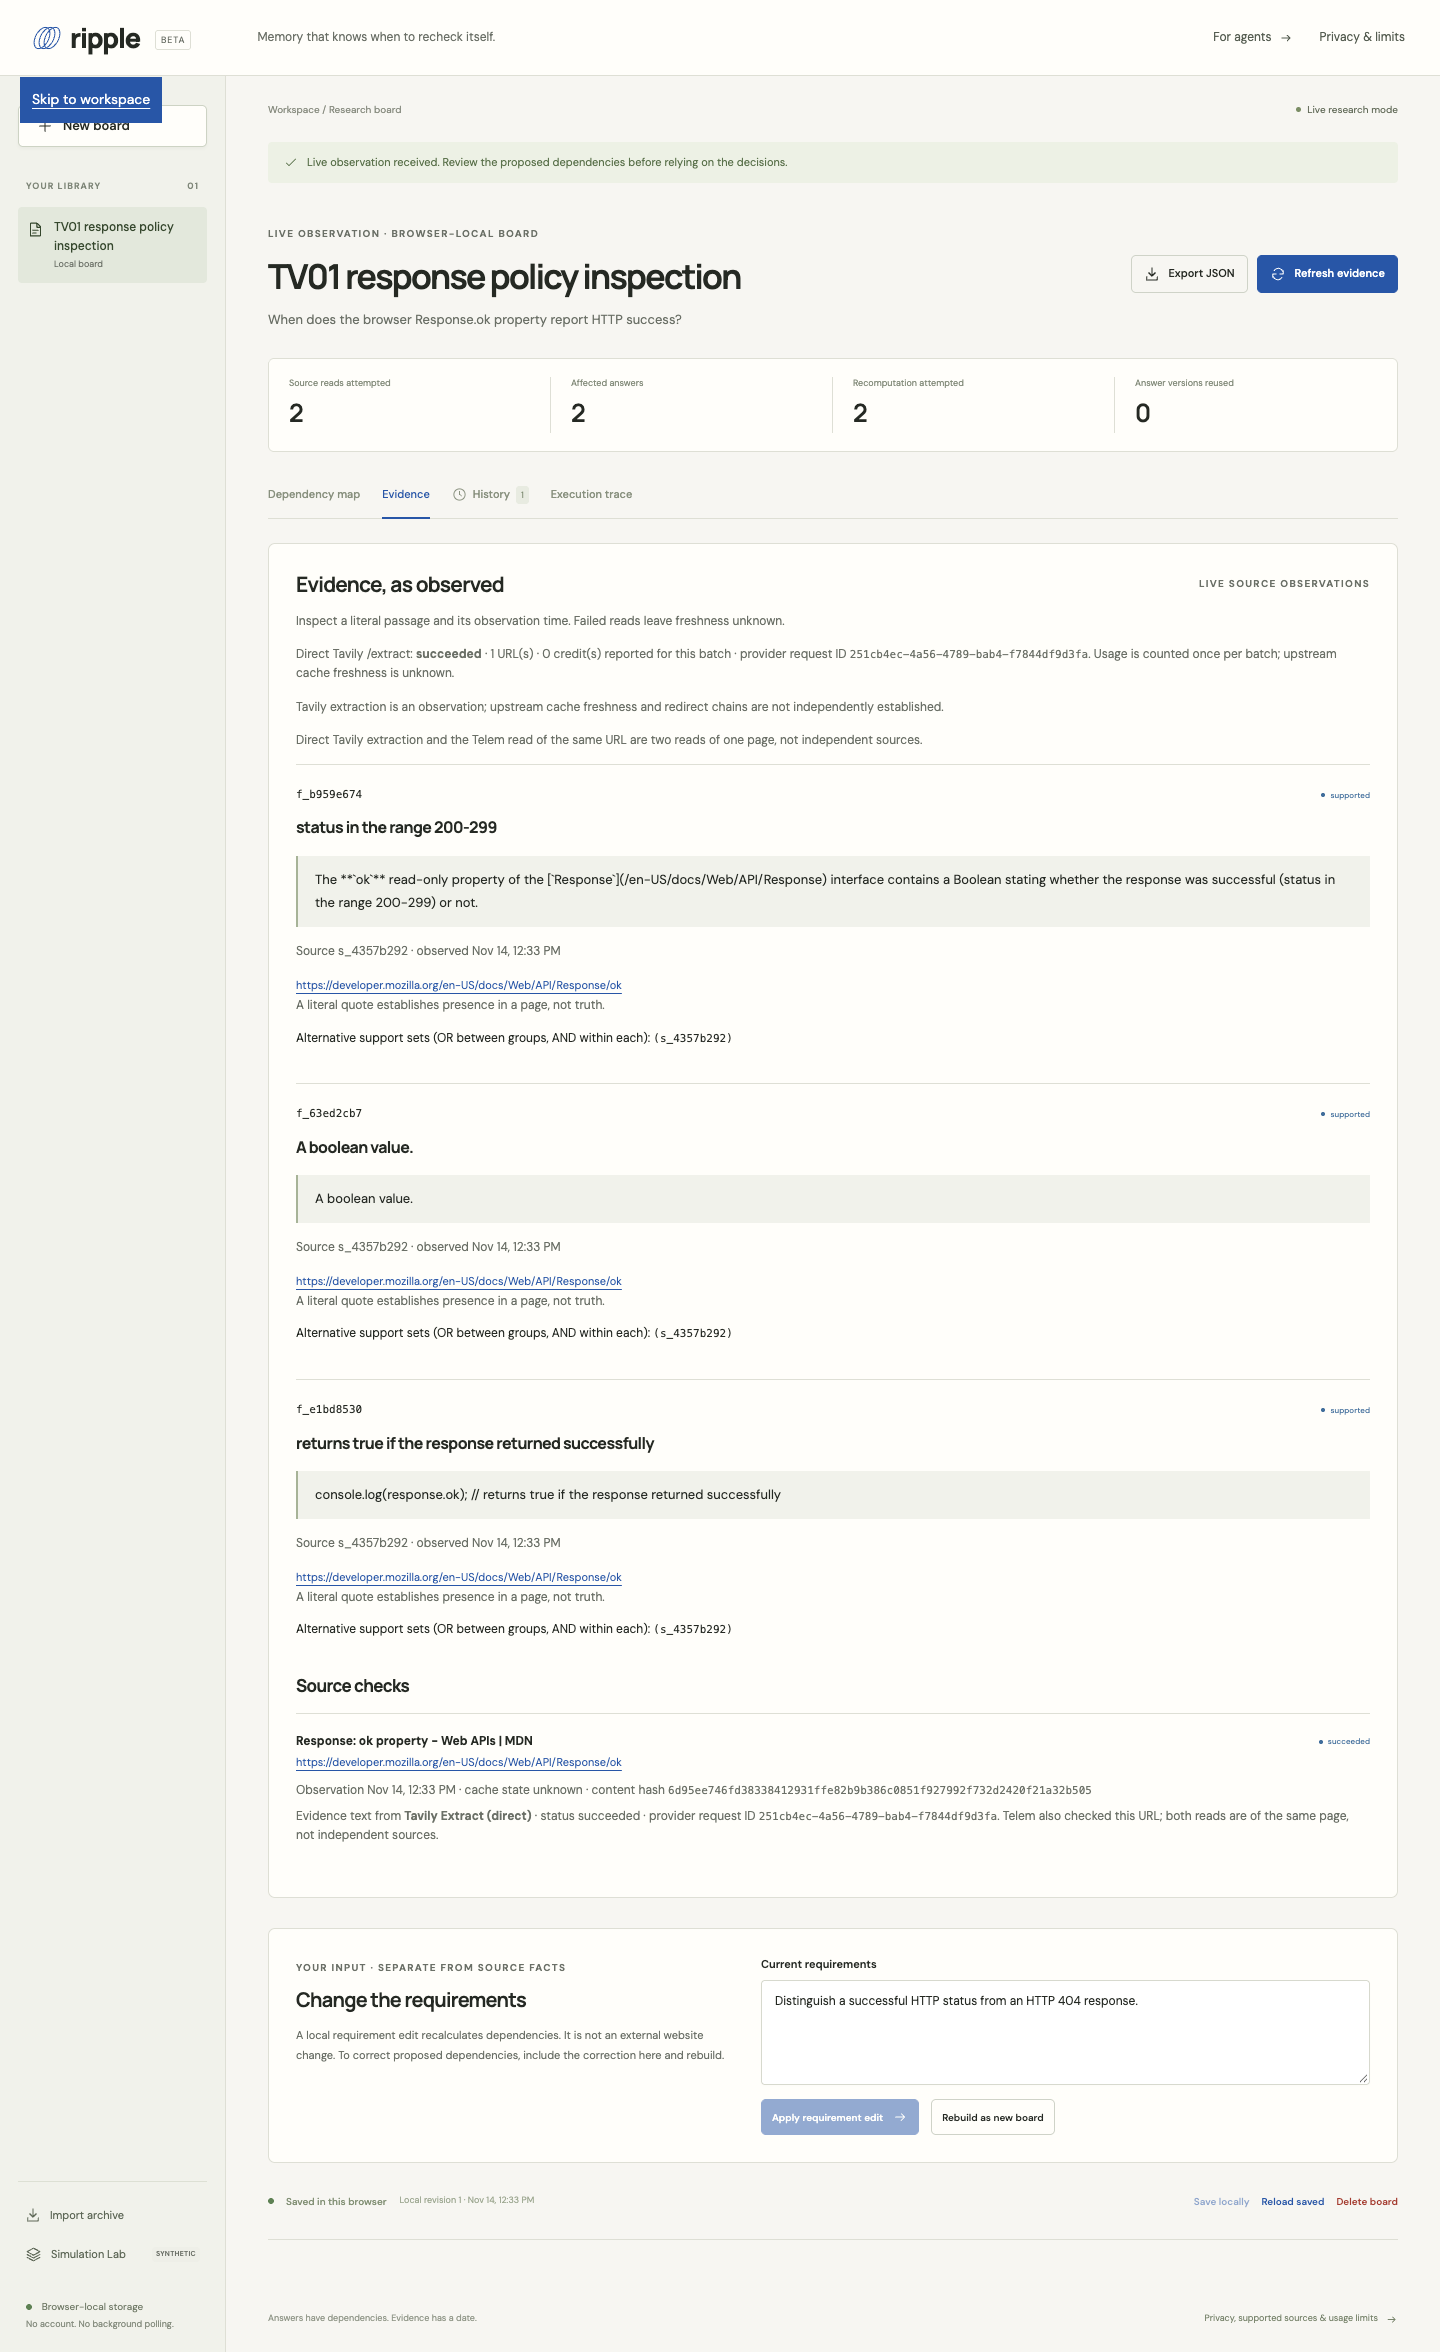 ripple
BETA
Memory that knows when to recheck itself.
For agents →
Privacy & limits
Skip to workspace
New board
YOUR LIBRARY 01
TV01 response policy
inspection
Local board
Workspace / Research board
Live research mode
Live observation received. Review the proposed dependencies before relying on the decisions.
LIVE OBSERVATION · BROWSER-LOCAL BOARD
TV01 response policy inspection
Export JSON
Refresh evidence
When does the browser Response.ok property report HTTP success?
Source reads attempted
2
Affected answers
2
Recomputation attempted
2
Answer versions reused
0
Dependency map
Evidence
History 1
Execution trace
Evidence, as observed
LIVE SOURCE OBSERVATIONS
Inspect a literal passage and its observation time. Failed reads leave freshness unknown.
Direct Tavily /extract: succeeded · 1 URL(s) · 0 credit(s) reported for this batch · provider request ID 251cb4ec-4a56-4789-bab4-f7844df9d3fa. Usage is counted once per batch; upstream
cache freshness is unknown.
Tavily extraction is an observation; upstream cache freshness and redirect chains are not independently established.
Direct Tavily extraction and the Telem read of the same URL are two reads of one page, not independent sources.
f_b959e674
supported
status in the range 200-299
The **`ok`** read-only property of the [`Response`](/en-US/docs/Web/API/Response) interface contains a Boolean stating whether the response was successful (status in
the range 200-299) or not.
Source s_4357b292 · observed Nov 14, 12:33 PM
https://developer.mozilla.org/en-US/docs/Web/API/Response/ok
A literal quote establishes presence in a page, not truth.
Alternative support sets (OR between groups, AND within each): (s_4357b292)
f_63ed2cb7
supported
A boolean value.
A boolean value.
Source s_4357b292 · observed Nov 14, 12:33 PM
https://developer.mozilla.org/en-US/docs/Web/API/Response/ok
A literal quote establishes presence in a page, not truth.
Alternative support sets (OR between groups, AND within each): (s_4357b292)
f_e1bd8530
supported
returns true if the response returned successfully
console.log(response.ok); // returns true if the response returned successfully
Source s_4357b292 · observed Nov 14, 12:33 PM
https://developer.mozilla.org/en-US/docs/Web/API/Response/ok
A literal quote establishes presence in a page, not truth.
Alternative support sets (OR between groups, AND within each): (s_4357b292)
Source checks
Response: ok property - Web APIs | MDN
succeeded
https://developer.mozilla.org/en-US/docs/Web/API/Response/ok
Observation Nov 14, 12:33 PM · cache state unknown · content hash 6d95ee746fd38338412931ffe82b9b386c0851f927992f732d2420f21a32b505
Evidence text from Tavily Extract (direct) · status succeeded · provider request ID 251cb4ec-4a56-4789-bab4-f7844df9d3fa. Telem also checked this URL; both reads are of the same page,
not independent sources.
YOUR INPUT · SEPARATE FROM SOURCE FACTS
Change the requirements
A local requirement edit recalculates dependencies. It is not an external website
change. To correct proposed dependencies, include the correction here and rebuild.
Current requirements
Distinguish a successful HTTP status from an HTTP 404 response.
Apply requirement edit →
Rebuild as new board
Saved in this browser
Local revision 1 · Nov 14, 12:33 PM
Save locally
Reload saved
Delete board
Import archive
Simulation Lab SYNTHETIC
Browser-local storage
No account. No background polling.
Answers have dependencies. Evidence has a date.
Privacy, supported sources & usage limits →